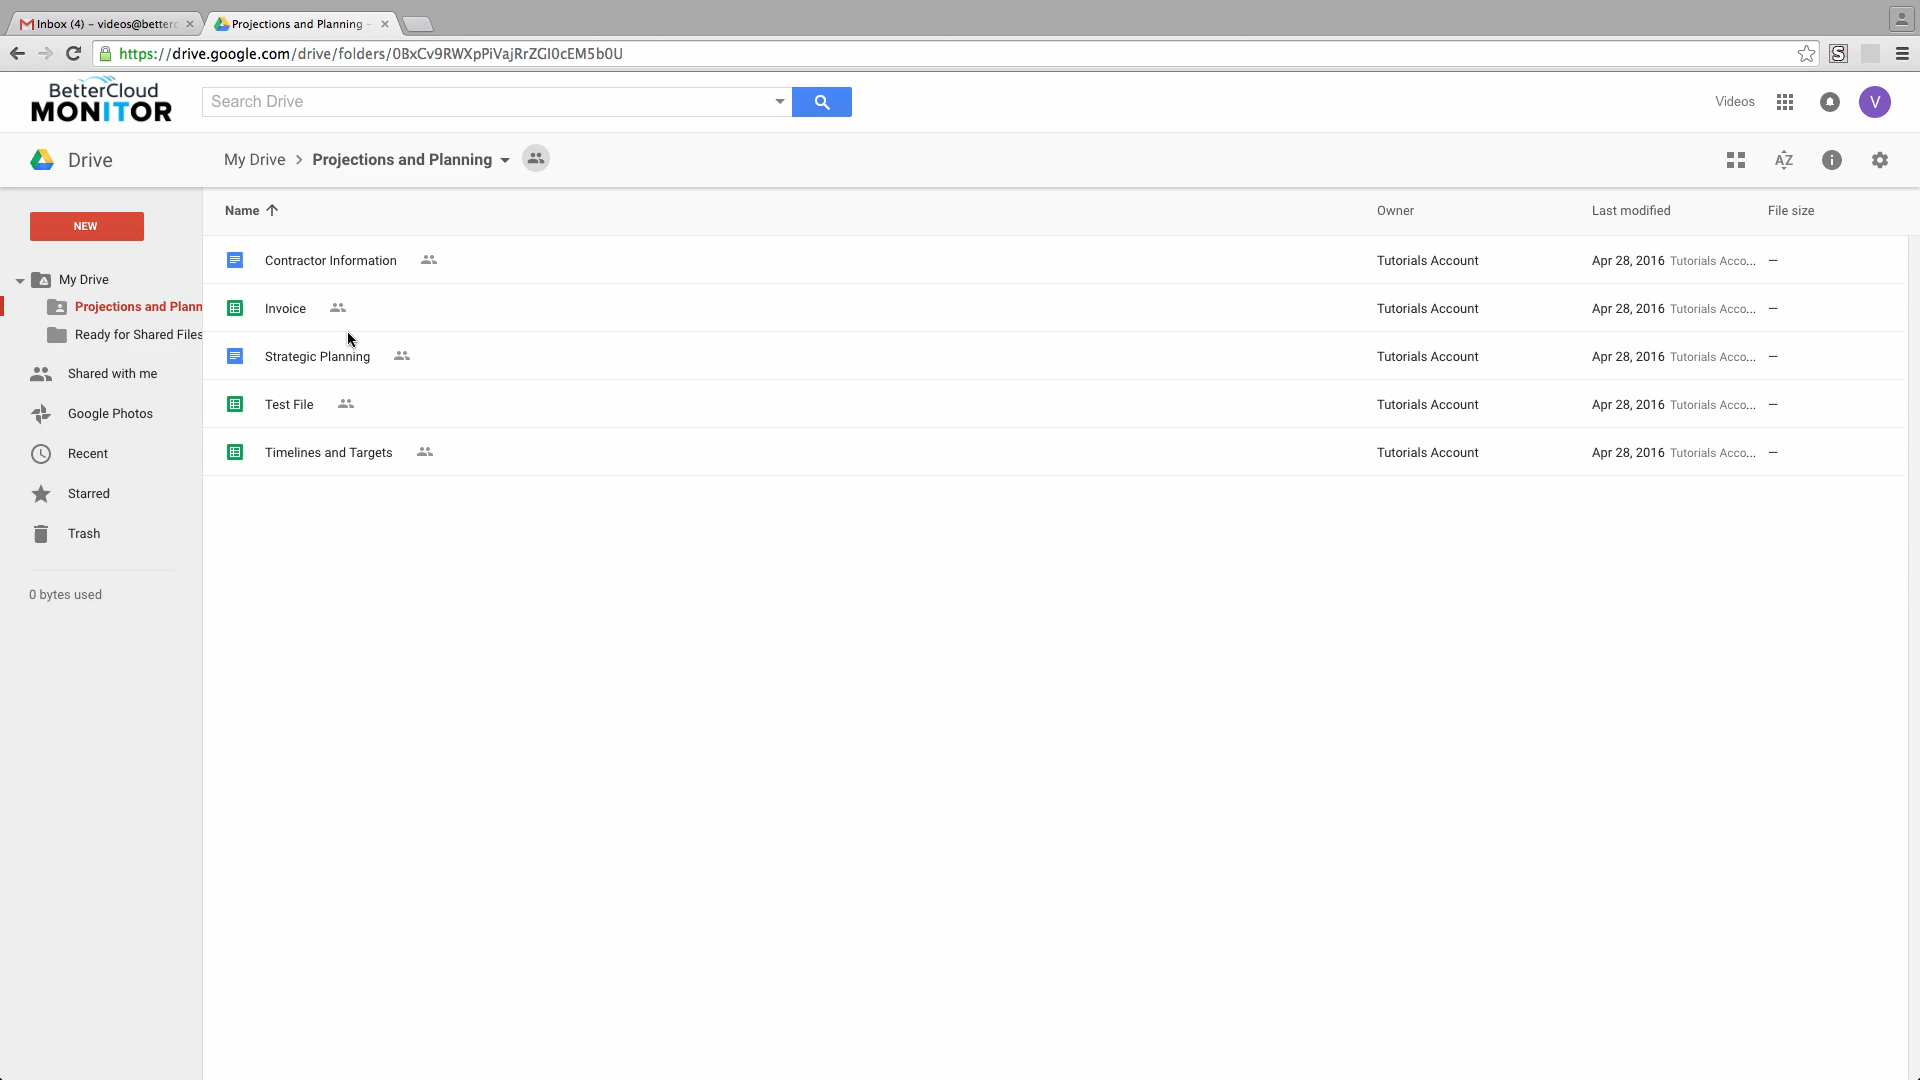 Inbox (4) – videos@betterc
Projections and Planning –
https://drive.google.com/drive/folders/0BxCv9RWXpPiVajRrZGI0cEM5b0U
S
BetterCloud
MONITOR
Search Drive
Videos
V
Drive
My Drive > Projections and Planning
AZ
NEW
My Drive
Projections and Plann
Ready for Shared Files
Shared with me
Google Photos
Recent
Starred
Trash
0 bytes used
Name Owner Last modified File size
Contractor Information Tutorials Account Apr 28, 2016 Tutorials Acco... —
Invoice Tutorials Account Apr 28, 2016 Tutorials Acco... —
Strategic Planning Tutorials Account Apr 28, 2016 Tutorials Acco... —
Test File Tutorials Account Apr 28, 2016 Tutorials Acco... —
Timelines and Targets Tutorials Account Apr 28, 2016 Tutorials Acco... —